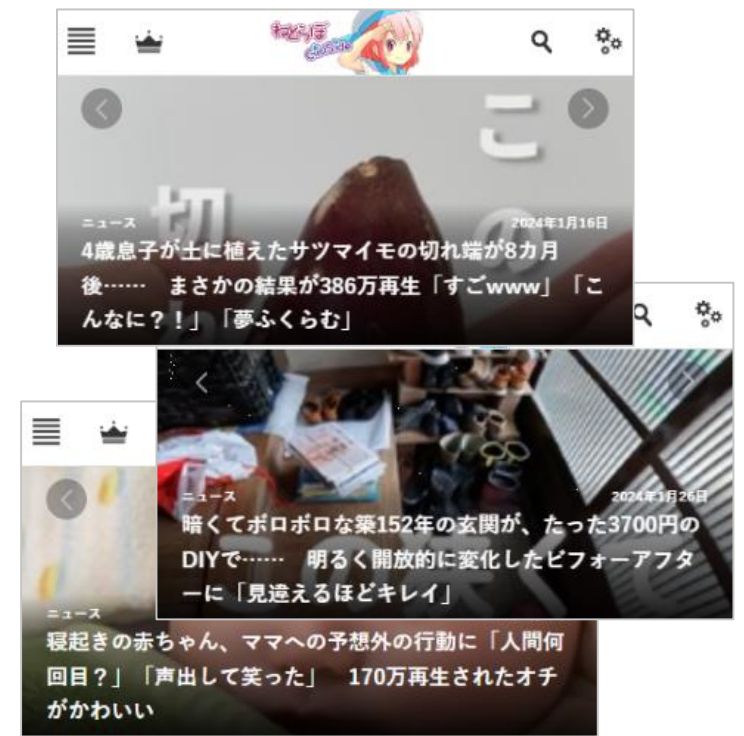 ねとらぼ
この
切
ニュース
2024年1月16日
4歳息子が土に植えたサツマイモの切れ端が8カ月
後…… まさかの結果が386万再生「すごwww」「こ
んなに？！」「夢ふくらむ」
ニュース
2024年1月26日
暗くてボロボロな築152年の玄関が、たった3700円の
DIYで…… 明るく開放的に変化したビフォーアフタ
ーに「見違えるほどキレイ」
ニュース
寝起きの赤ちゃん、ママへの予想外の行動に「人間何
回目？」「声出して笑った」 170万再生されたオチ
がかわいい